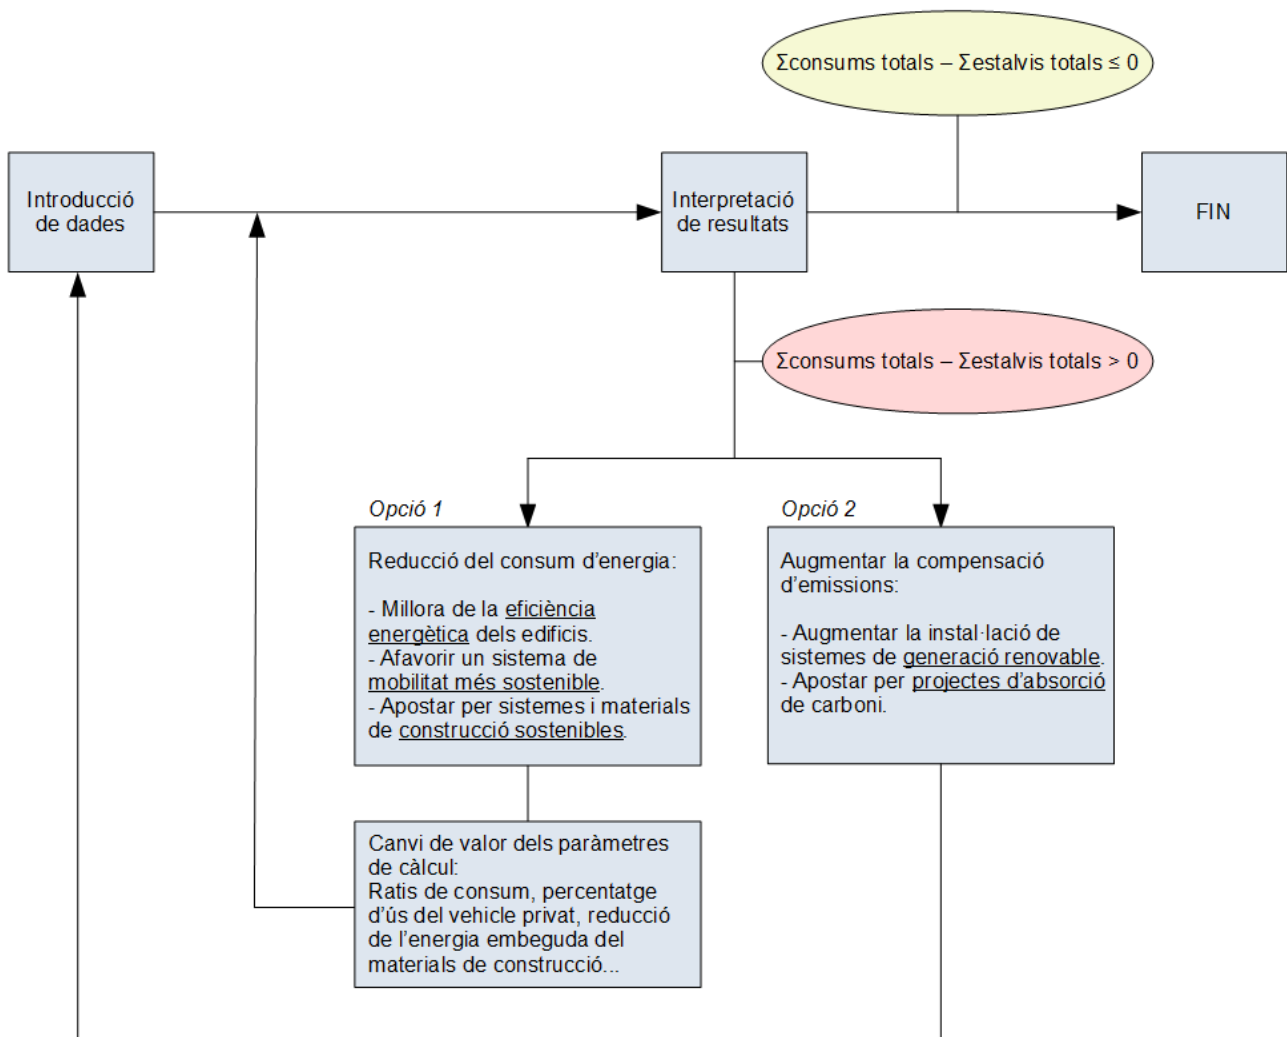 Σconsums totals – Σestalvis totals ≤ 0
Introducció
de dades
Interpretació
de resultats
FIN
Σconsums totals – Σestalvis totals > 0
Opció 1
Reducció del consum d’energia:
- Millora de la eficiència
energètica dels edificis.
- Afavorir un sistema de
mobilitat més sostenible.
- Apostar per sistemes i materials
de construcció sostenibles.
Opció 2
Augmentar la compensació
d’emissions:
- Augmentar la instal·lació de
sistemes de generació renovable.
- Apostar per projectes d’absorció
de carboni.
Canvi de valor dels paràmetres
de càlcul:
Ratis de consum, percentatge
d’ús del vehicle privat, reducció
de l’energia embeguda del
materials de construcció...